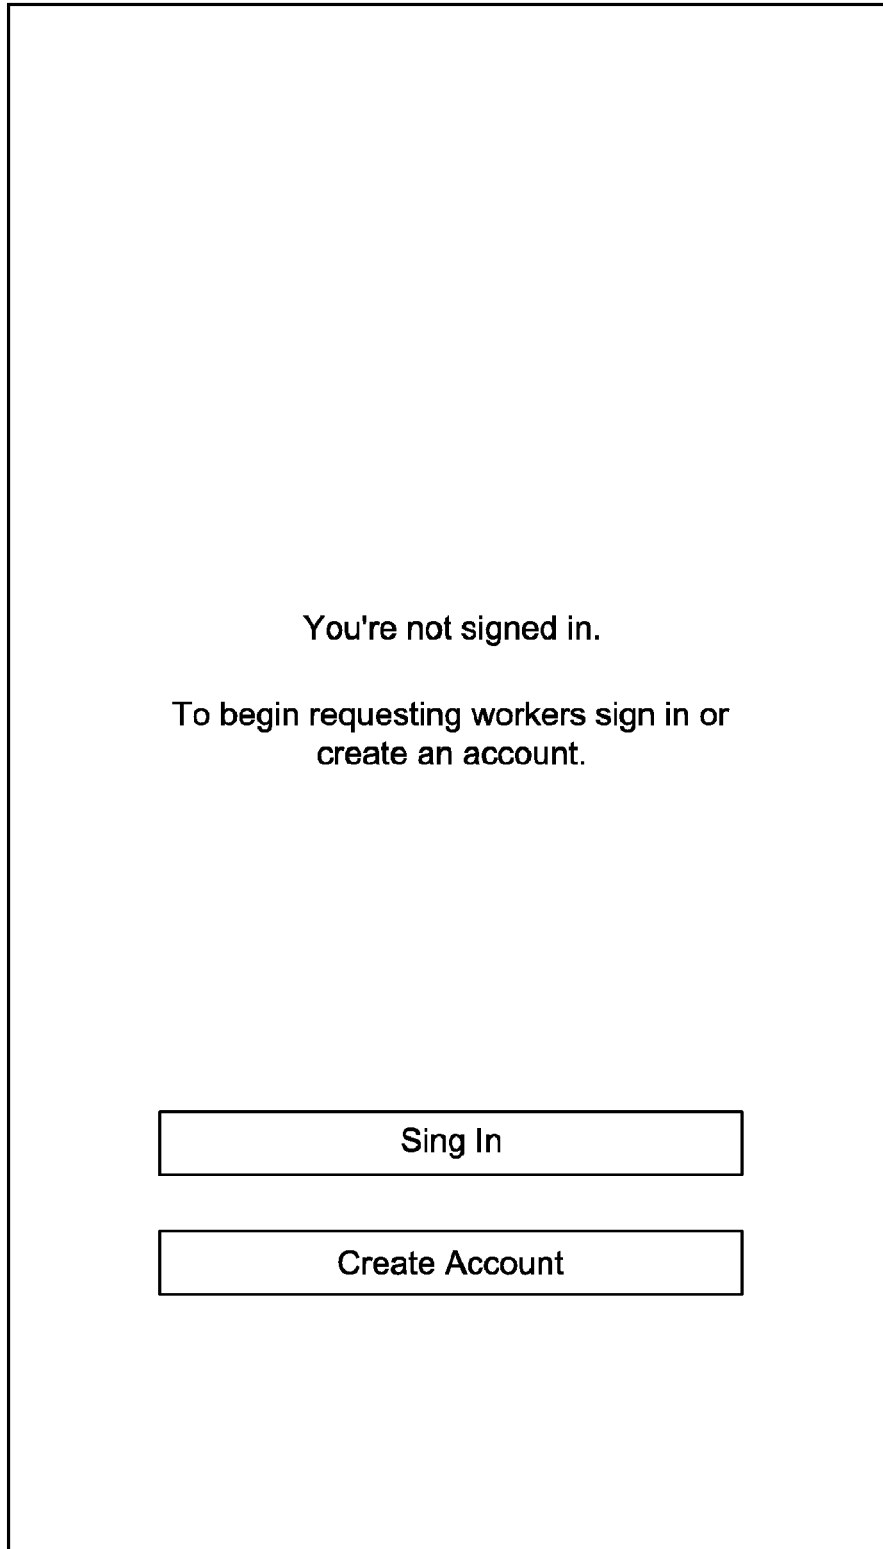 You're not signed in.
To begin requesting workers sign in or
create an account.
Sing In
Create Account